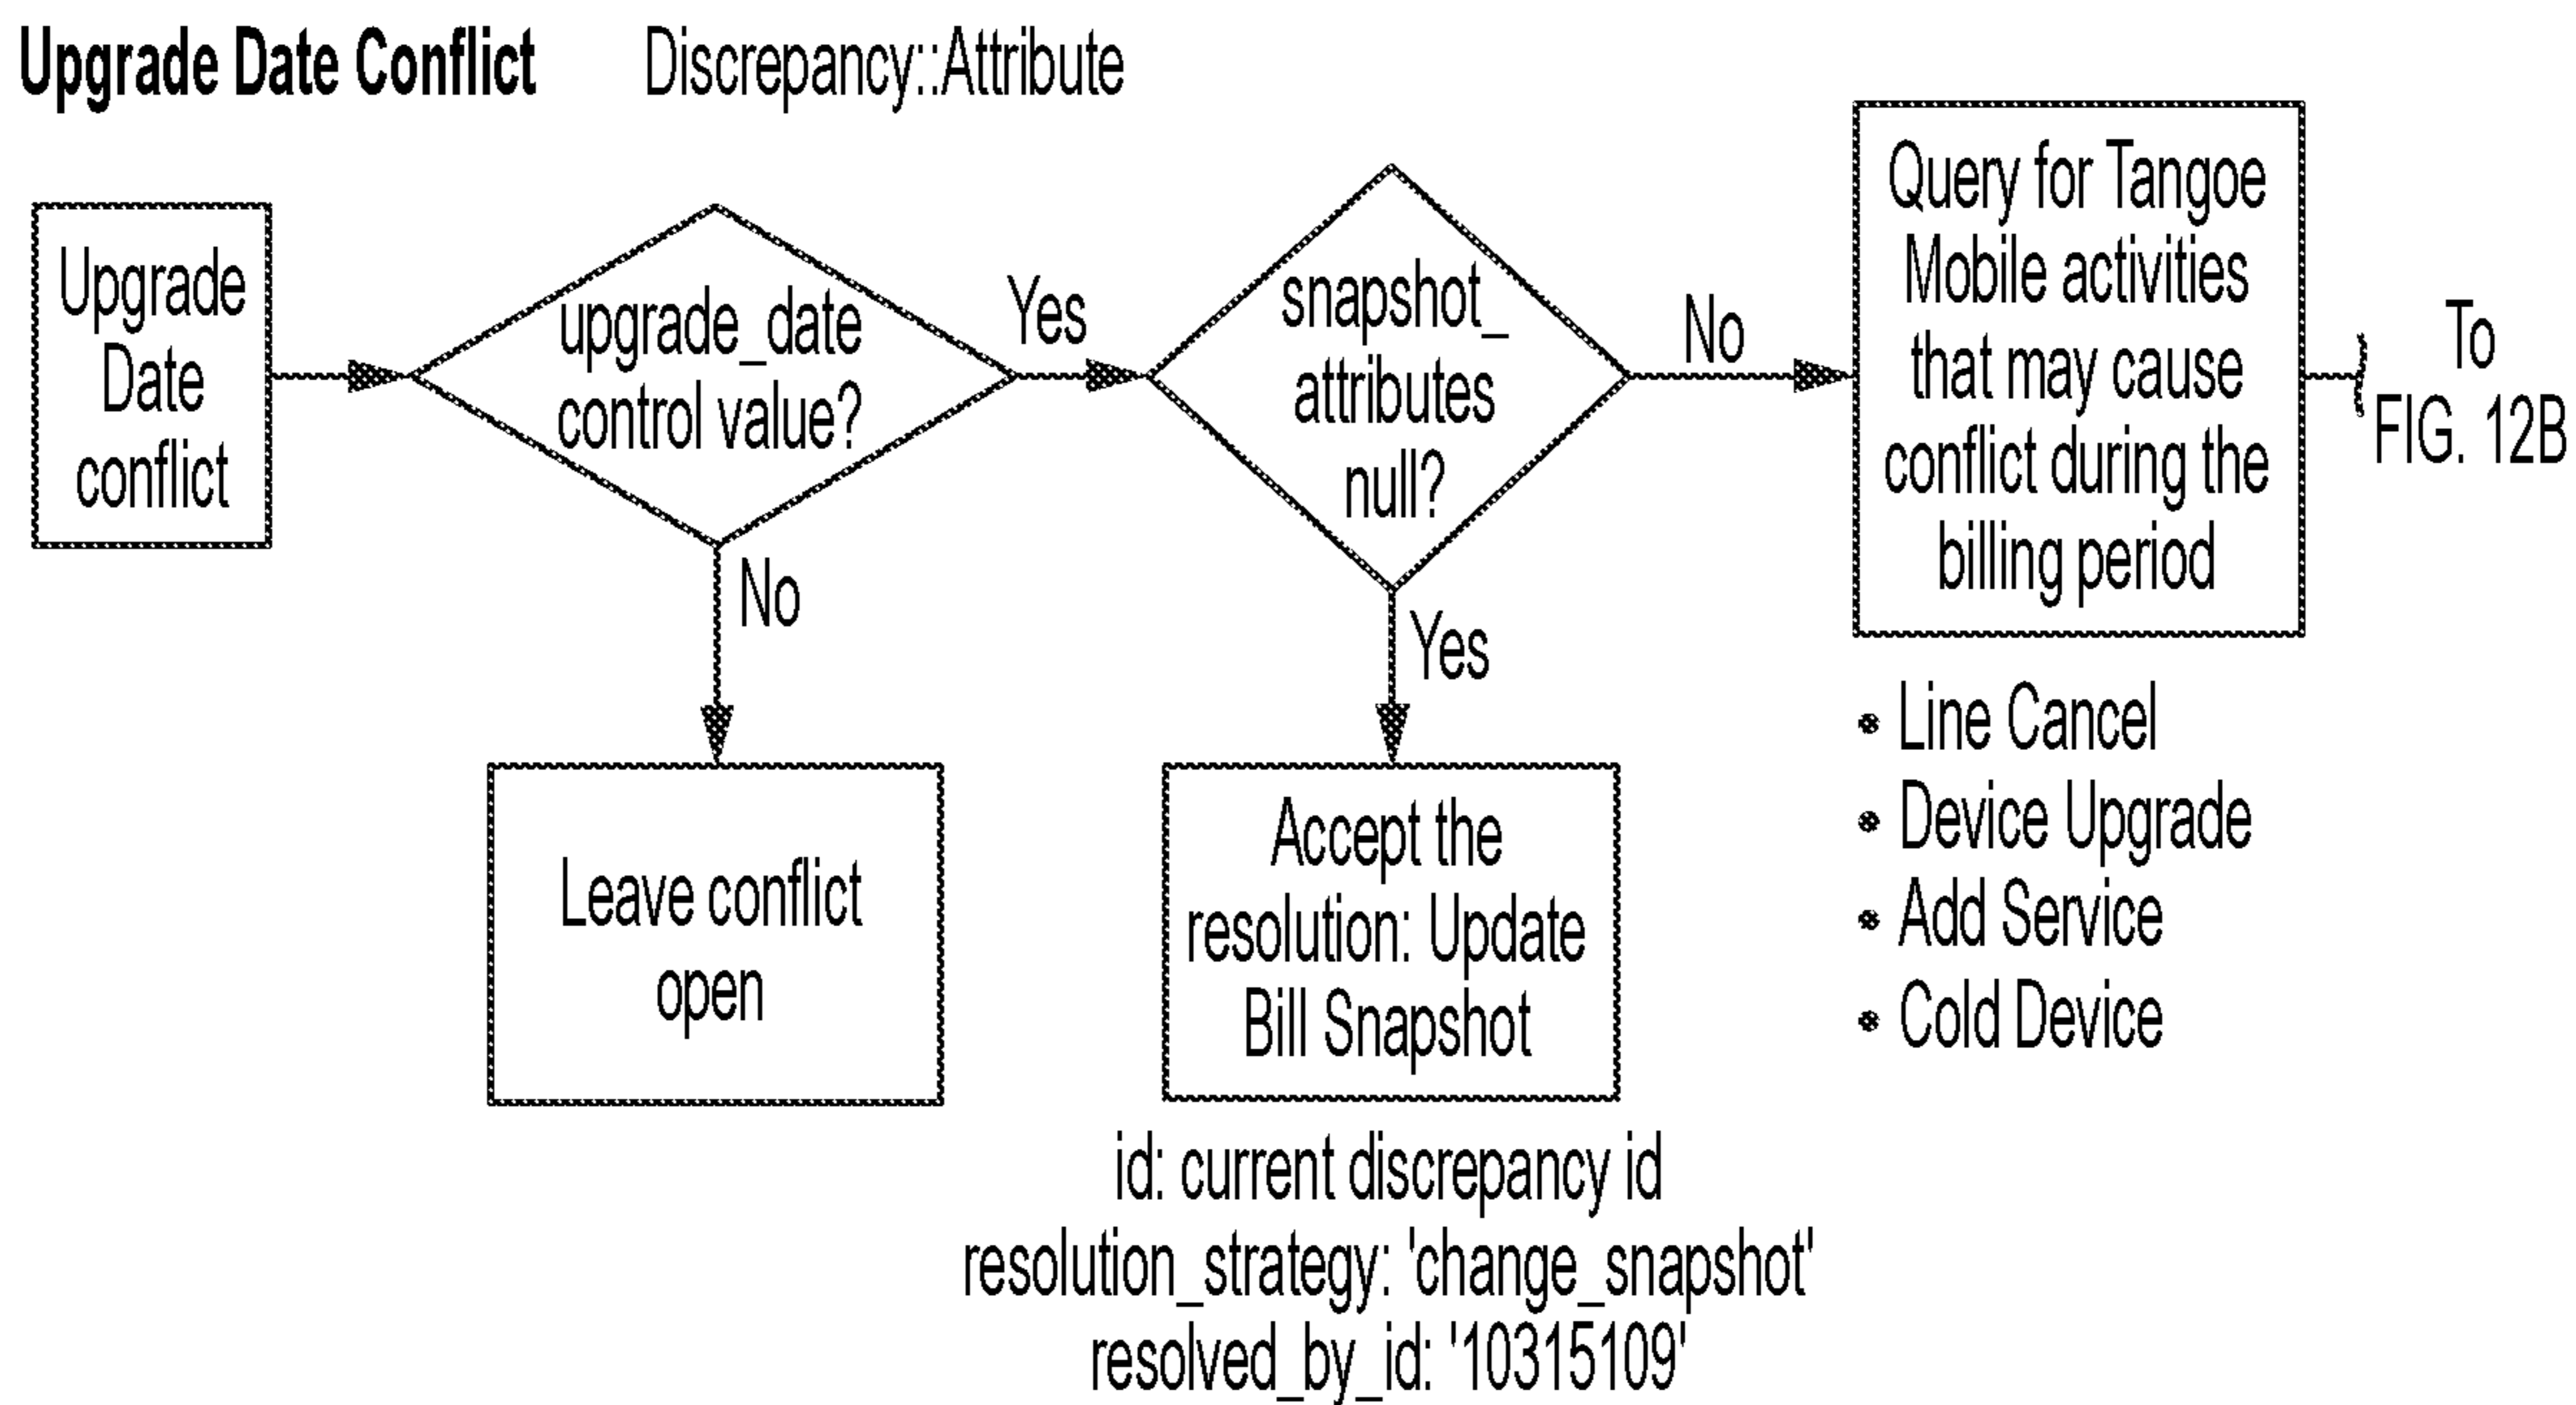 Upgrade Date Conflict Discrepancy::Attribute
Upgrade
Date
conflict
upgrade_date
control value?
Yes
No
Leave conflict
open
snapshot_
attributes
null?
No
Yes
Accept the
resolution: Update
Bill Snapshot
id: current discrepancy id
resolution_strategy: 'change_snapshot'
resolved_by_id: '10315109'
Query for Tangoe
Mobile activities
that may cause
conflict during the
billing period
• Line Cancel
• Device Upgrade
• Add Service
• Cold Device
To
FIG. 12B